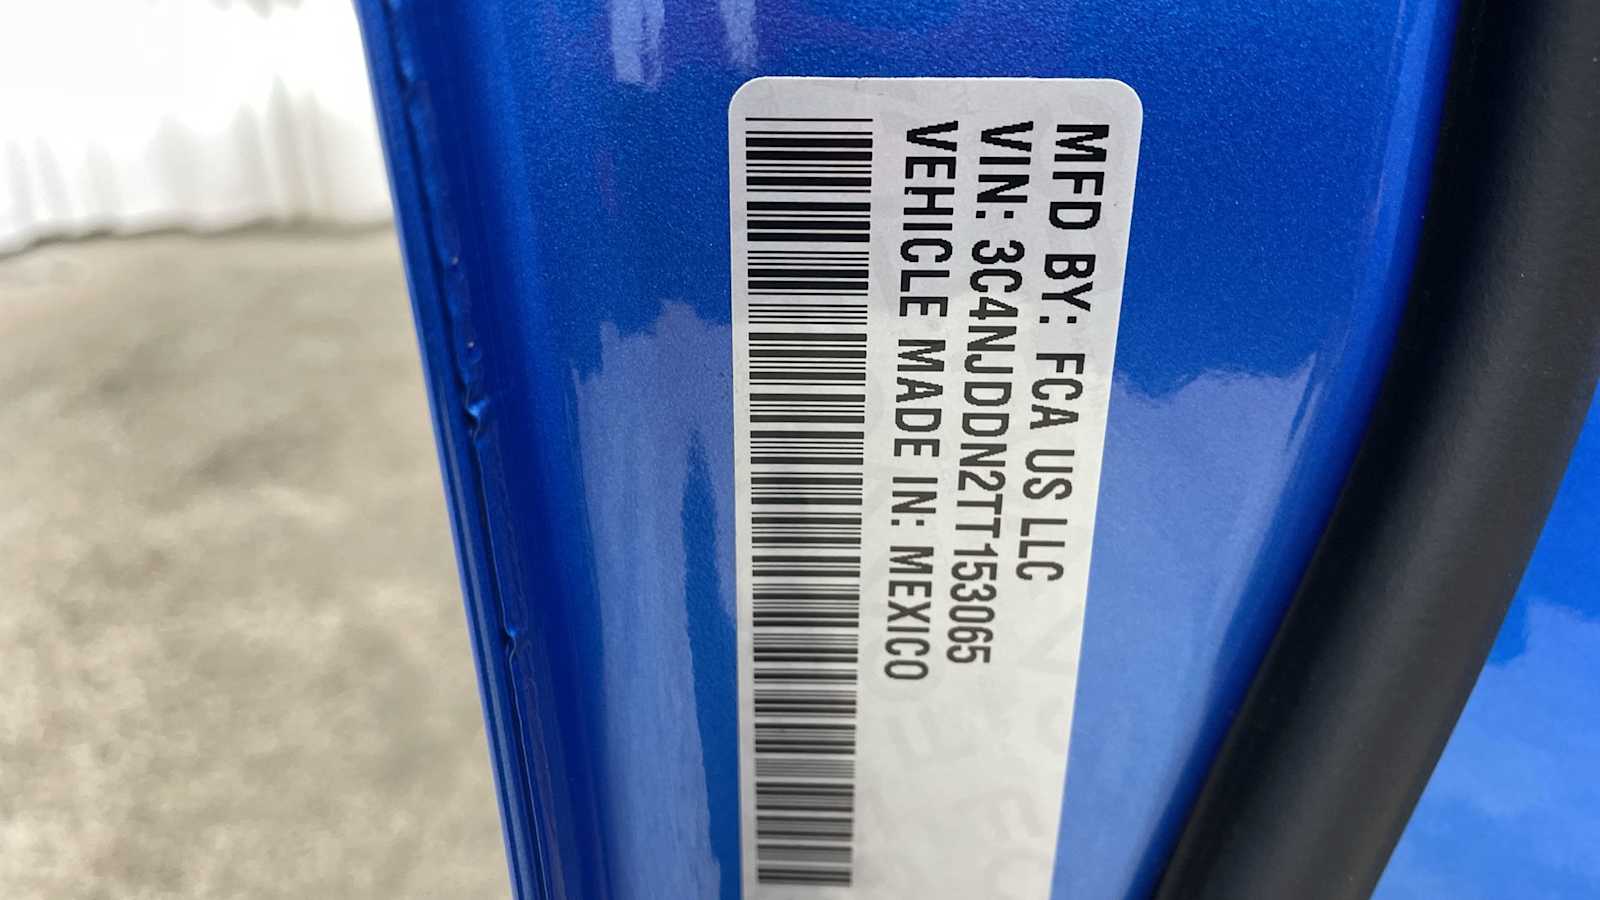 MFD BY: FCA US LLC
VIN: 3C4NJDDN2TT153065
VEHICLE MADE IN: MEXICO